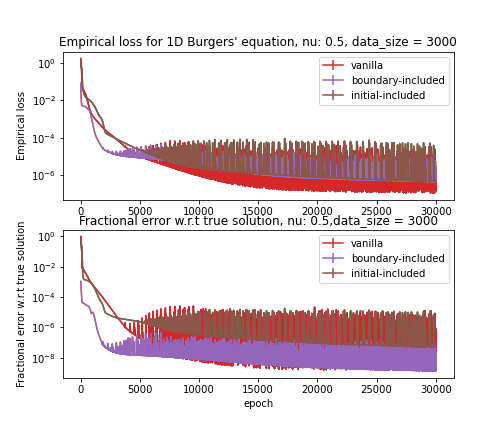 Empirical loss for 1D Burgers' equation, nu: 0.5, data_size = 3000
Empirical loss
10⁰
10⁻²
10⁻⁴
10⁻⁶
vanilla
boundary-included
initial-included
0 5000 10000 15000 20000 25000 30000
Fractional error w.r.t true solution, nu: 0.5,data_size = 3000
Fractional error w.r.t true solution
10⁰
10⁻²
10⁻⁴
10⁻⁶
10⁻⁸
vanilla
boundary-included
initial-included
0 5000 10000 15000 20000 25000 30000
epoch